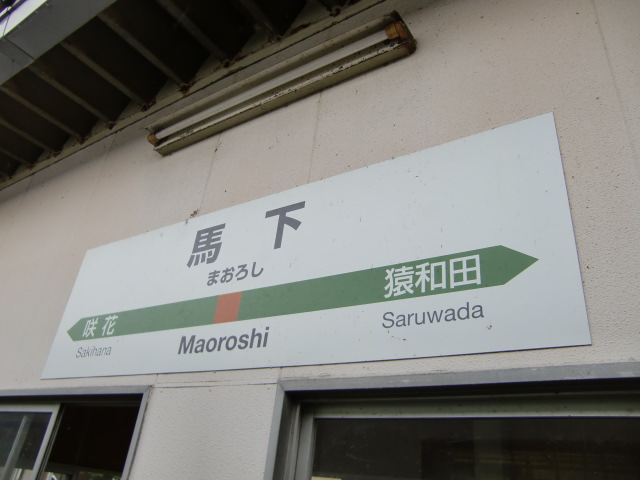 馬下
まおろし
咲花
猿和田
Sakihana
Maoroshi
Saruwada